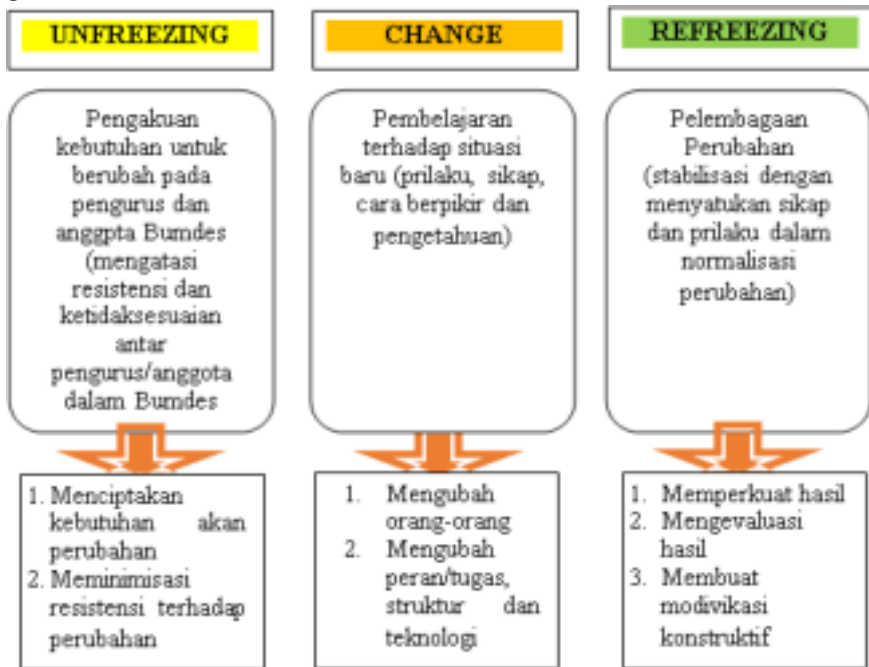 UNFREEZING
Pengakuan
kebutuhan untuk
berubah pada
pengurus dan
anggpta Bumdes
(mengatasi
resistensi dan
ketidaksesuaian
antar
pengurus/anggota
dalam Bumdes
1. Menciptakan
kebutuhan akan
perubahan
2. Meminimisasi
resistensi terhadap
perubahan
CHANGE
Pembelajaran
terhadap situasi
baru (prilaku, sikap,
cara berpikir dan
pengetahuan)
1. Mengubah
orang-orang
2. Mengubah
peran/tugas,
struktur dan
teknologi
REFREEZING
Pelembagaan
Perubahan
(stabilisasi dengan
menyatukan sikap
dan prilaku dalam
normalisasi
perubahan)
1. Memperkuat hasil
2. Mengevaluasi
hasil
3. Membuat
modivikasi
konstruktif